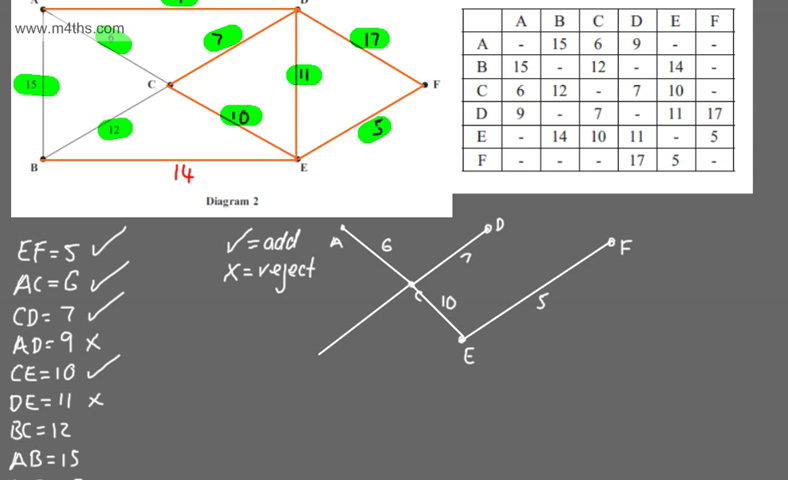 www.m4ths.com
6
7
17
15
C
11
F
10
12
5
B
14
E
Diagram 2
A B C D E F
A - 15 6 9 - -
B 15 - 12 - 14 -
C 6 12 - 7 10 -
D 9 - 7 - 11 17
E - 14 10 11 - 5
F - - - 17 5 -
EF = 5 ✓
AC = 6 ✓
CD = 7 ✓
AD = 9 x
CE = 10 ✓
DE = 11 x
BC = 12
AB = 15
✓ = add
x = reject
A
6
D
7
F
C
10
5
E